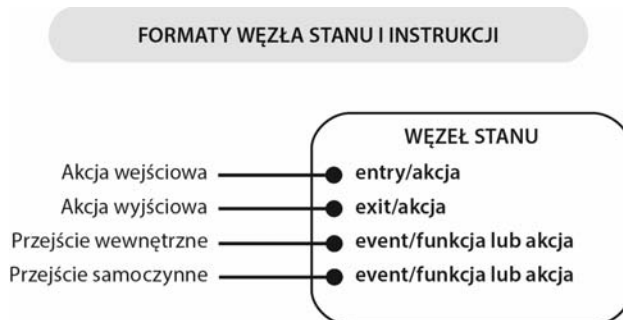 FORMATY WĘZŁA STANU I INSTRUKCJI
WĘZEŁ STANU
Akcja wejściowa entry/akcja
Akcja wyjściowa exit/akcja
Przejście wewnętrzne event/funkcja lub akcja
Przejście samoczynne event/funkcja lub akcja